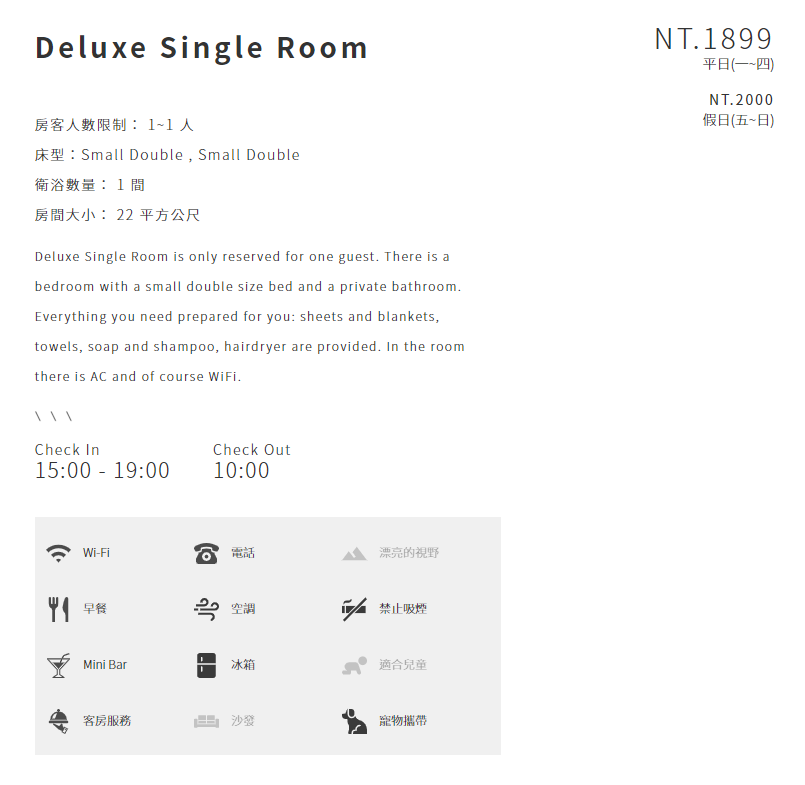 Deluxe Single Room
NT.1899
平日(一~四)
NT.2000
假日(五~日)
房客人數限制： 1~1 人
床型：Small Double , Small Double
衛浴數量： 1 間
房間大小： 22 平方公尺
Deluxe Single Room is only reserved for one guest. There is a
bedroom with a small double size bed and a private bathroom.
Everything you need prepared for you: sheets and blankets,
towels, soap and shampoo, hairdryer are provided. In the room
there is AC and of course WiFi.
\ \ \
Check In
15:00 - 19:00
Check Out
10:00
Wi-Fi
電話
漂亮的視野
早餐
空調
禁止吸煙
Mini Bar
冰箱
適合兒童
客房服務
沙發
寵物攜帶